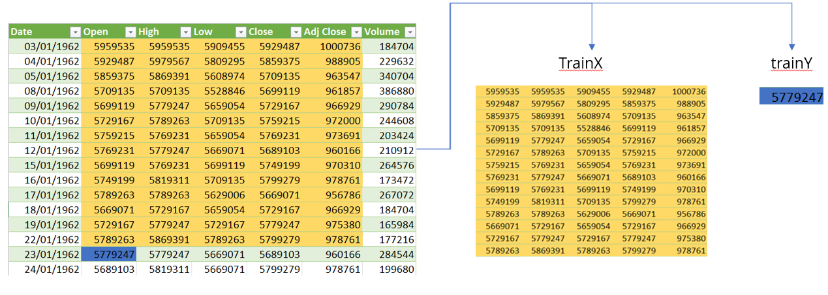 Date Open High Low Close Adj Close Volume
03/01/1962 5959535 5959535 5909455 5929487 1000736 184704
04/01/1962 5929487 5979567 5809295 5859375 988905 229632
05/01/1962 5859375 5869391 5608974 5709135 963547 340704
08/01/1962 5709135 5709135 5528846 5699119 961857 386880
09/01/1962 5699119 5779247 5659054 5729167 966929 290784
10/01/1962 5729167 5789263 5709135 5759215 972000 244608
11/01/1962 5759215 5769231 5659054 5769231 973691 203424
12/01/1962 5769231 5779247 5669071 5689103 960166 210912
15/01/1962 5699119 5769231 5699119 5749199 970310 264576
16/01/1962 5749199 5819311 5709135 5799279 978761 173472
17/01/1962 5789263 5789263 5629006 5669071 956786 267072
18/01/1962 5669071 5729167 5659054 5729167 966929 184704
19/01/1962 5729167 5779247 5729167 5779247 975380 165984
22/01/1962 5789263 5869391 5789263 5799279 978761 177216
23/01/1962 5779247 5779247 5669071 5689103 960166 284544
24/01/1962 5689103 5819311 5669071 5799279 978761 199680
TrainX
5959535 5959535 5909455 5929487 1000736
5929487 5979567 5809295 5859375 988905
5859375 5869391 5608974 5709135 963547
5709135 5709135 5528846 5699119 961857
5699119 5779247 5659054 5729167 966929
5729167 5789263 5709135 5759215 972000
5759215 5769231 5659054 5769231 973691
5769231 5779247 5669071 5689103 960166
5699119 5769231 5699119 5749199 970310
5749199 5819311 5709135 5799279 978761
5789263 5789263 5629006 5669071 956786
5669071 5729167 5659054 5729167 966929
5729167 5779247 5729167 5779247 975380
5789263 5869391 5789263 5799279 978761
trainY
5779247